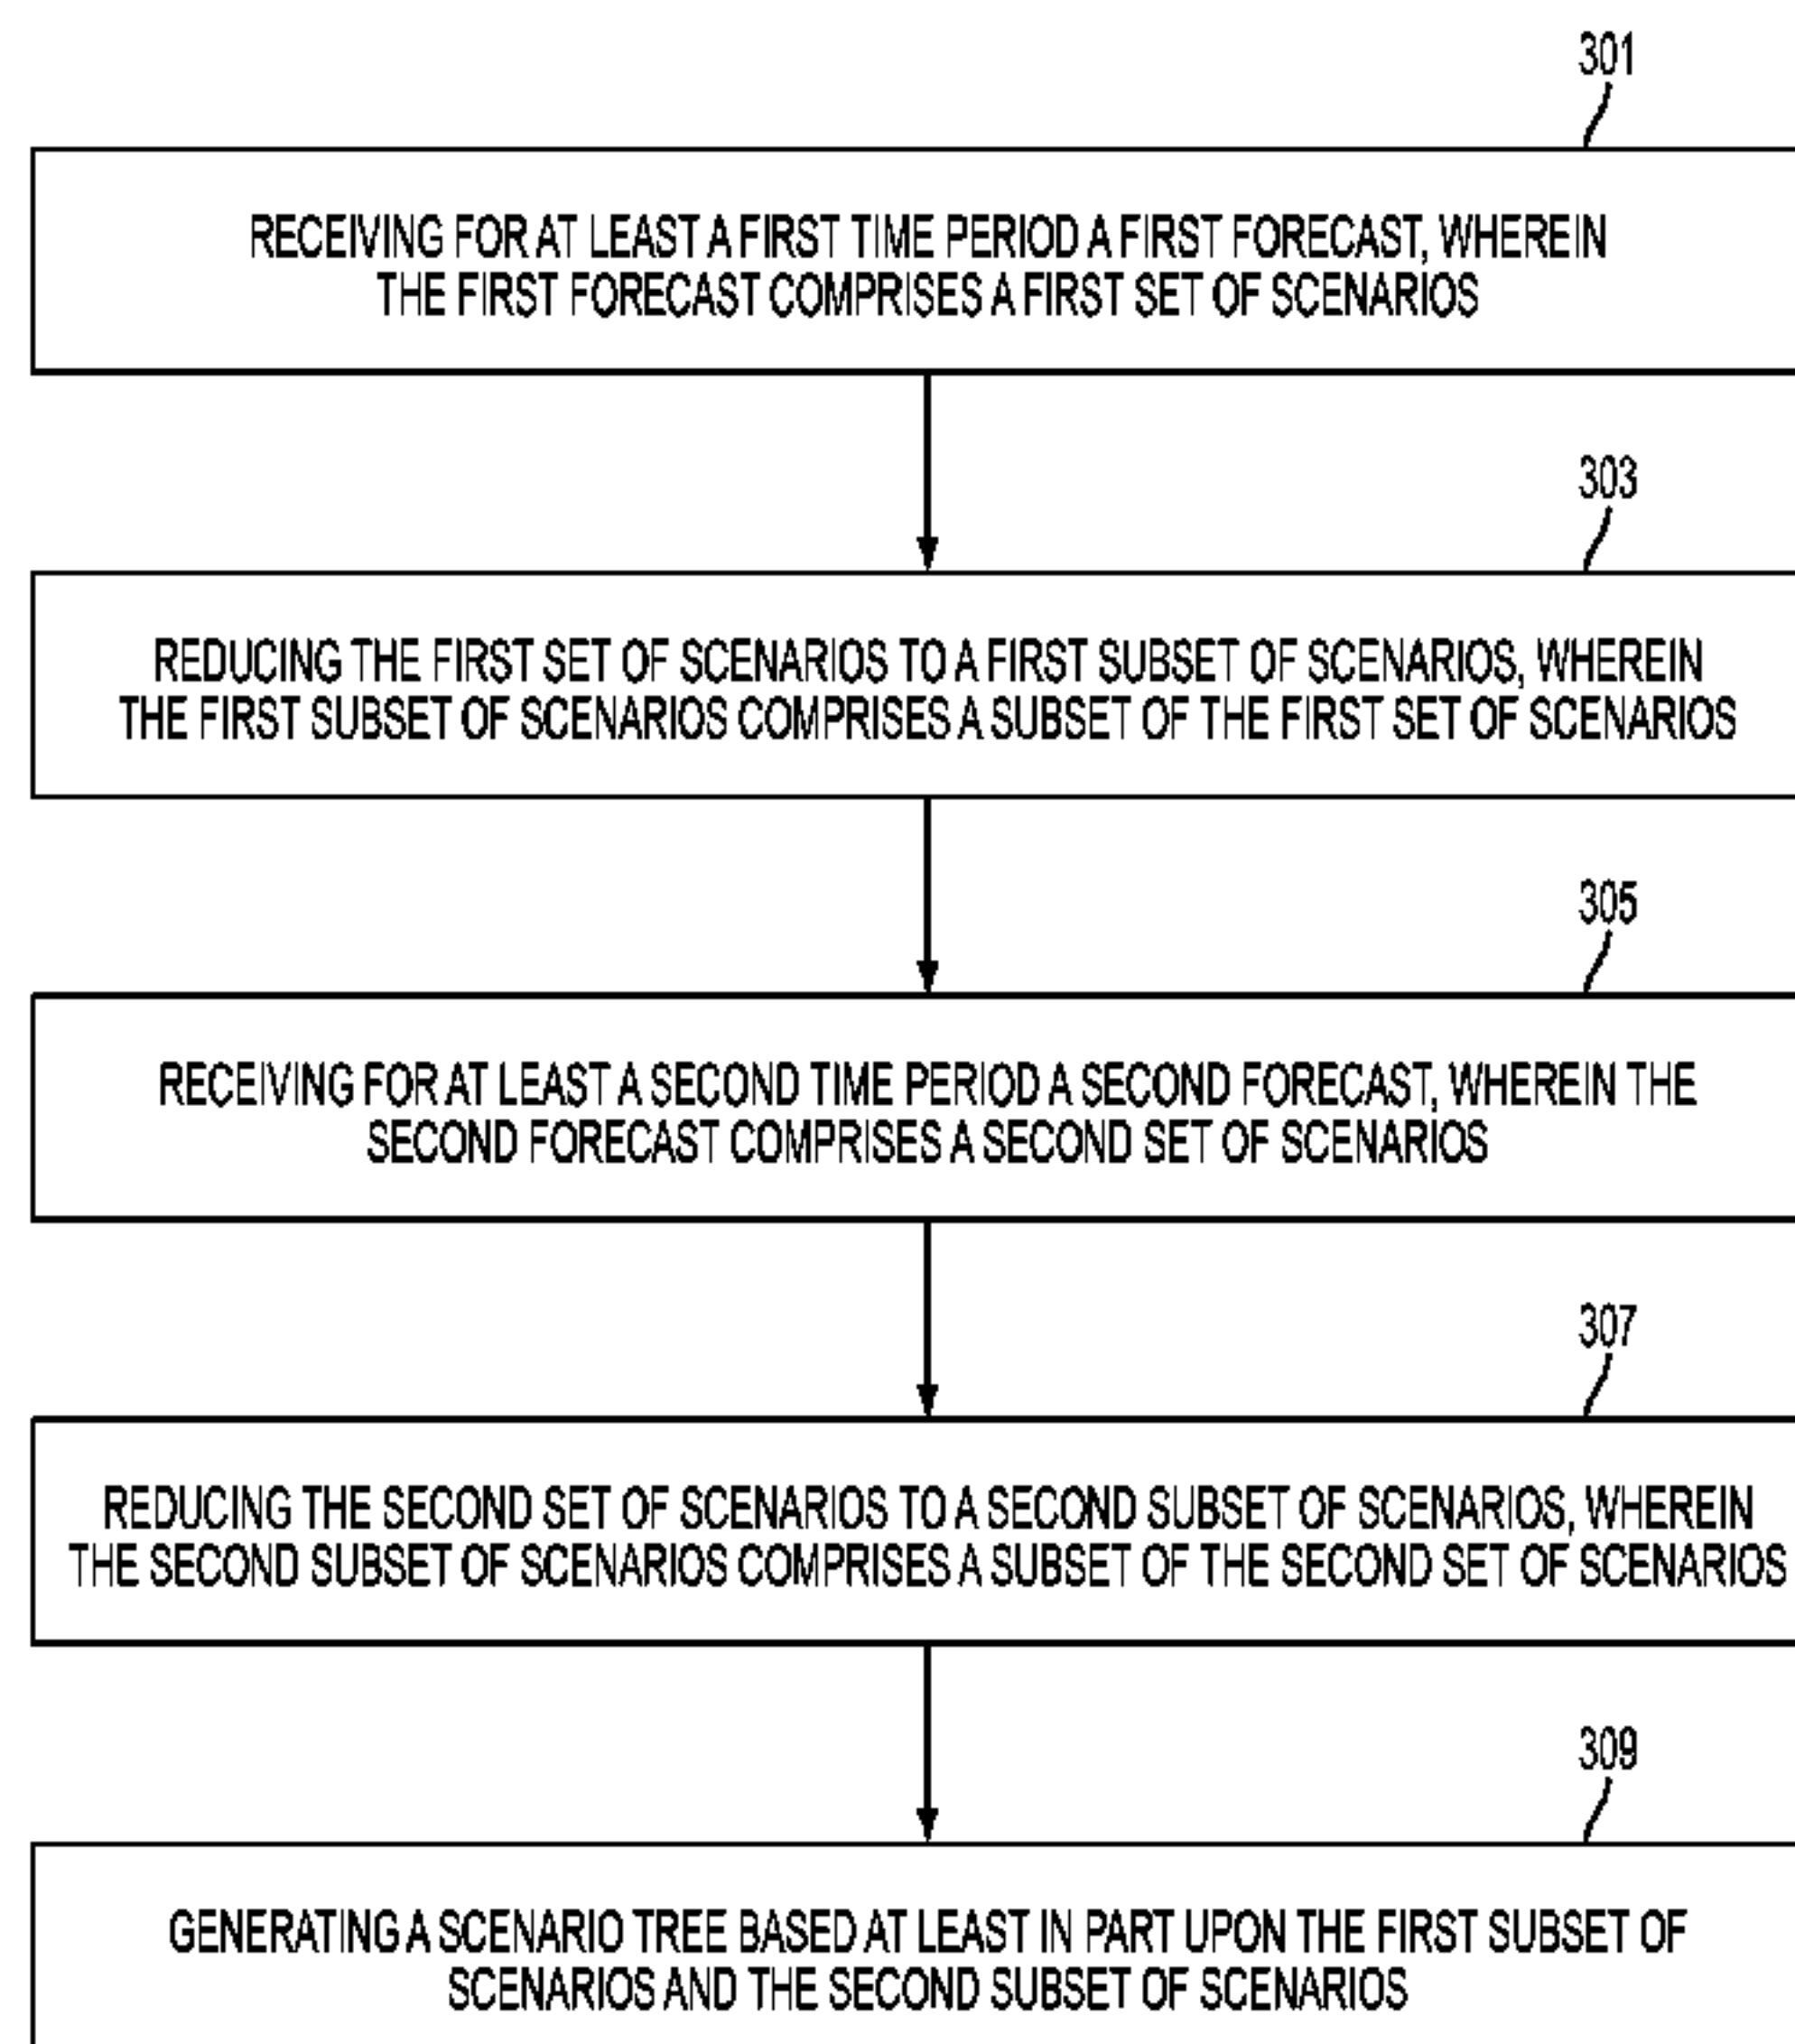 301
RECEIVING FOR AT LEAST A FIRST TIME PERIOD A FIRST FORECAST, WHEREIN
THE FIRST FORECAST COMPRISES A FIRST SET OF SCENARIOS
303
REDUCING THE FIRST SET OF SCENARIOS TO A FIRST SUBSET OF SCENARIOS, WHEREIN
THE FIRST SUBSET OF SCENARIOS COMPRISES A SUBSET OF THE FIRST SET OF SCENARIOS
305
RECEIVING FOR AT LEAST A SECOND TIME PERIOD A SECOND FORECAST, WHEREIN THE
SECOND FORECAST COMPRISES A SECOND SET OF SCENARIOS
307
REDUCING THE SECOND SET OF SCENARIOS TO A SECOND SUBSET OF SCENARIOS, WHEREIN
THE SECOND SUBSET OF SCENARIOS COMPRISES A SUBSET OF THE SECOND SET OF SCENARIOS
309
GENERATING A SCENARIO TREE BASED AT LEAST IN PART UPON THE FIRST SUBSET OF
SCENARIOS AND THE SECOND SUBSET OF SCENARIOS